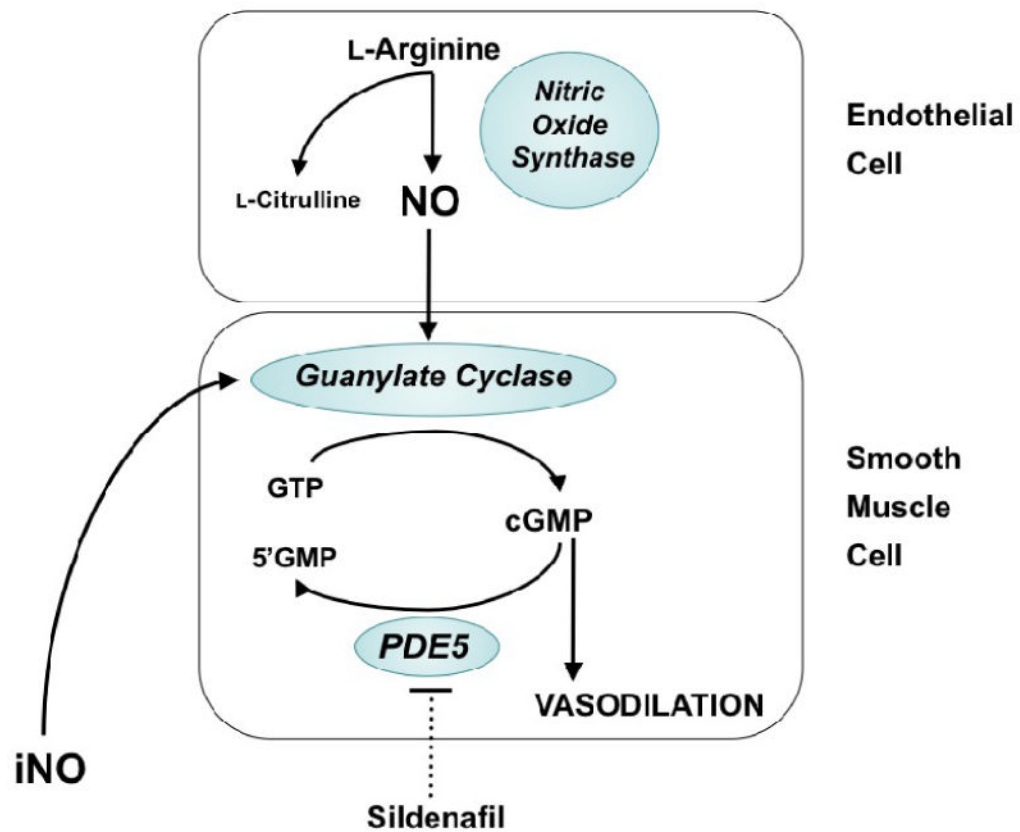 L-Arginine
Nitric
Oxide
Synthase
Endothelial
Cell
L-Citrulline
NO
Guanylate Cyclase
GTP
cGMP
5’GMP
PDE5
VASODILATION
Smooth
Muscle
Cell
iNO
Sildenafil